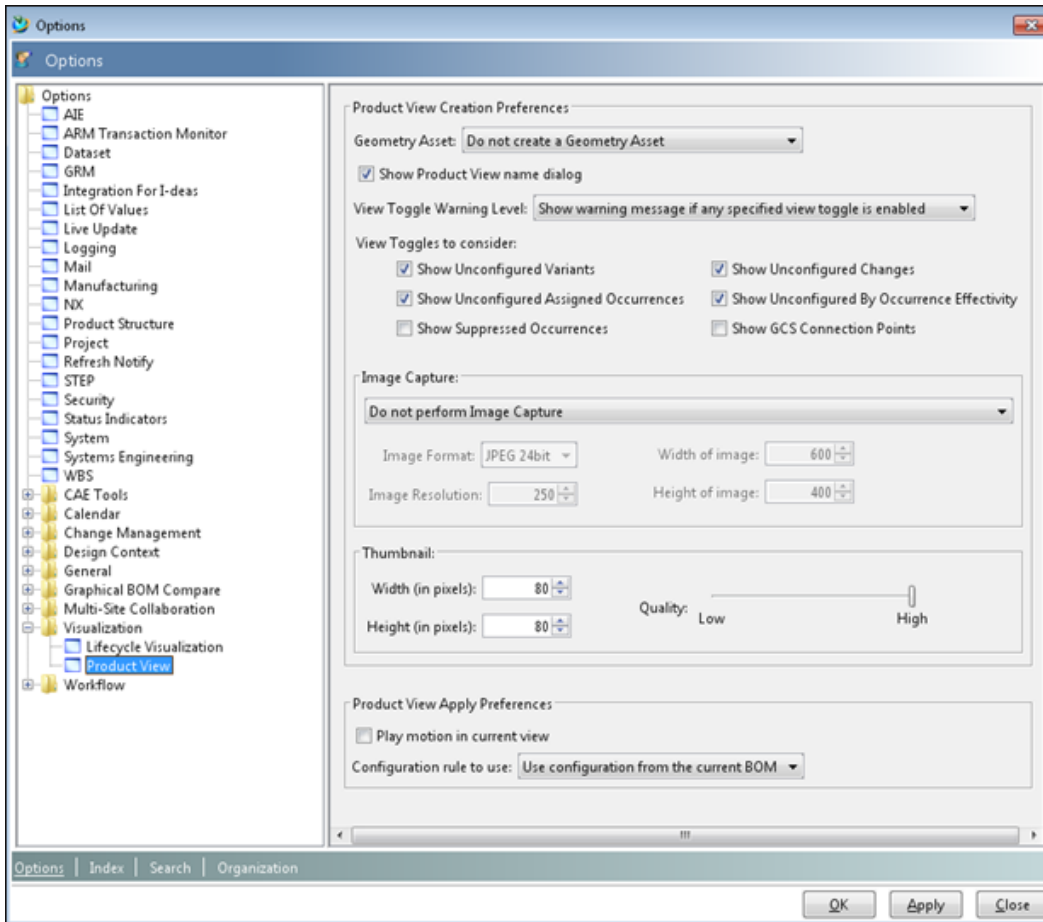 Options
Options
Options
AIE
ARM Transaction Monitor
Dataset
GRM
Integration For I-deas
List Of Values
Live Update
Logging
Mail
Manufacturing
NX
Product Structure
Project
Refresh Notify
STEP
Security
Status Indicators
System
Systems Engineering
WBS
CAE Tools
Calendar
Change Management
Design Context
General
Graphical BOM Compare
Multi-Site Collaboration
Visualization
Lifecycle Visualization
Product View
Workflow
Product View Creation Preferences
Geometry Asset: Do not create a Geometry Asset
Show Product View name dialog
View Toggle Warning Level: Show warning message if any specified view toggle is enabled
View Toggles to consider:
Show Unconfigured Variants Show Unconfigured Changes
Show Unconfigured Assigned Occurrences Show Unconfigured By Occurrence Effectivity
Show Suppressed Occurrences Show GCS Connection Points
Image Capture:
Do not perform Image Capture
Image Format: JPEG 24bit Width of image: 600
Image Resolution: 250 Height of image: 400
Thumbnail:
Width (in pixels): 80
Height (in pixels): 80
Quality: Low High
Product View Apply Preferences
Play motion in current view
Configuration rule to use: Use configuration from the current BOM
Options | Index | Search | Organization
OK Apply Close